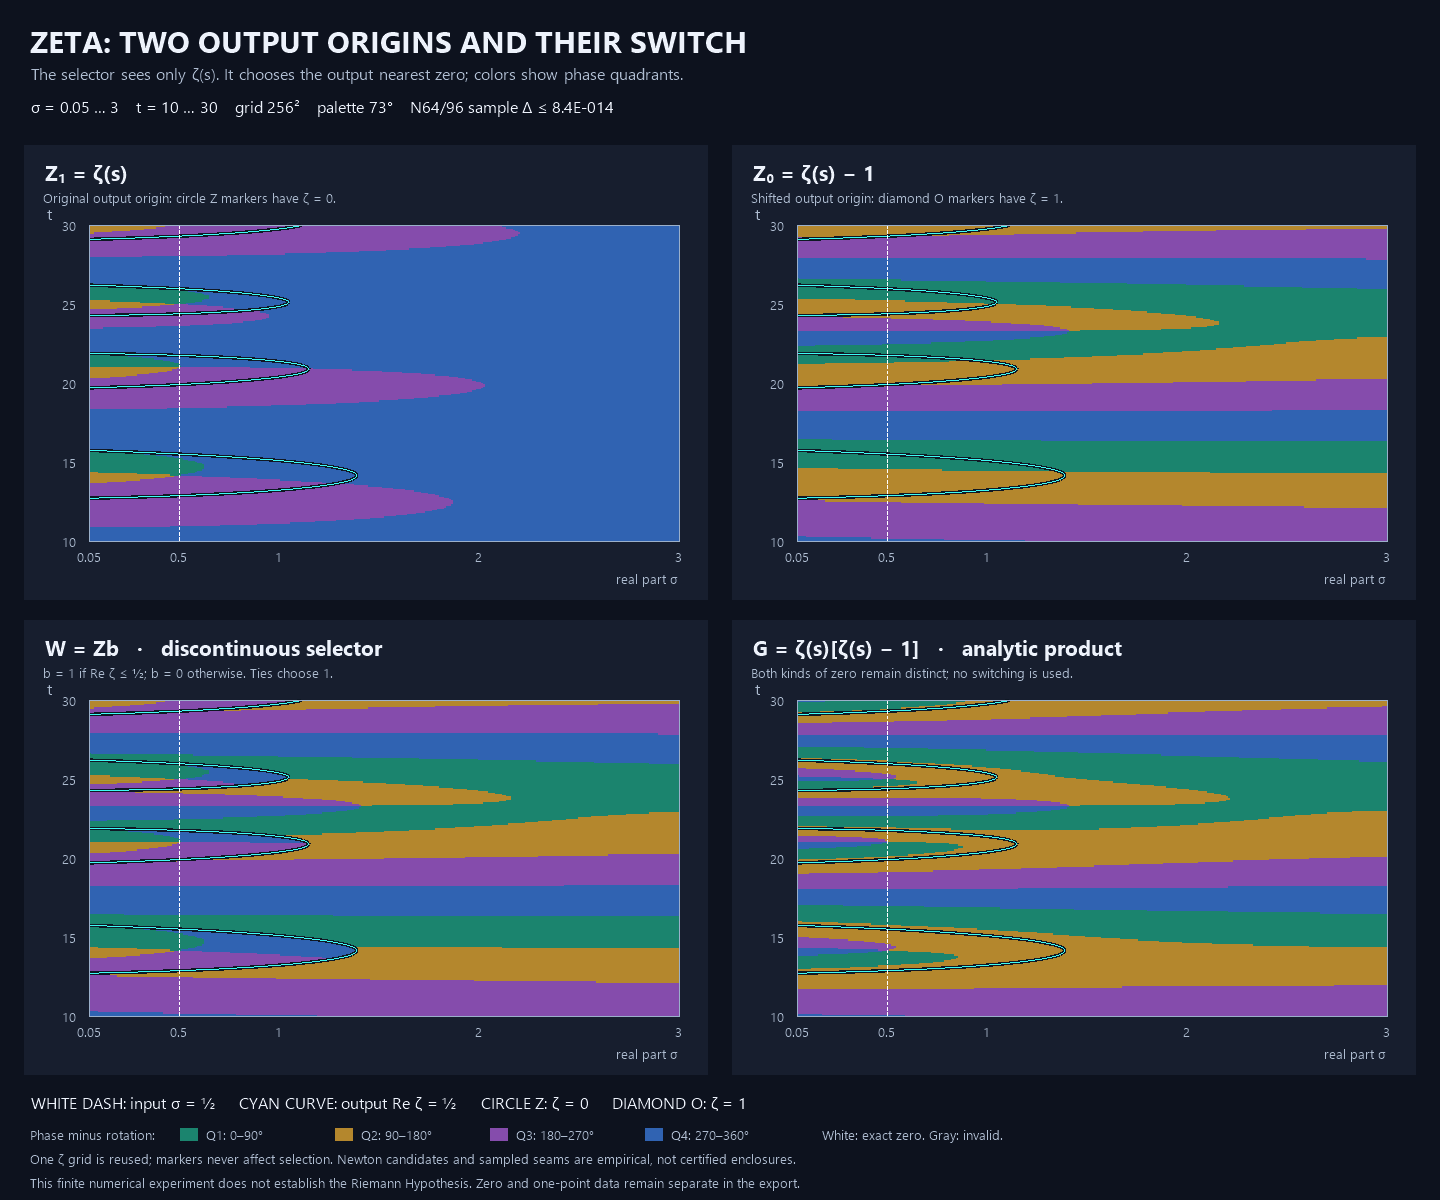 ZETA: TWO OUTPUT ORIGINS AND THEIR SWITCH
The selector sees only ζ(s). It chooses the output nearest zero; colors show phase quadrants.
σ = 0.05 … 3 t = 10 … 30 grid 256² palette 73° N64/96 sample Δ ≤ 8.4E-014
Z₁ = ζ(s)
Original output origin: circle Z markers have ζ = 0.
t
30
25
20
15
10
0.05 0.5 1 2 3
real part σ
Z₀ = ζ(s) − 1
Shifted output origin: diamond O markers have ζ = 1.
t
30
25
20
15
10
0.05 0.5 1 2 3
real part σ
W = Zb · discontinuous selector
b = 1 if Re ζ ≤ ½; b = 0 otherwise. Ties choose 1.
t
30
25
20
15
10
0.05 0.5 1 2 3
real part σ
G = ζ(s)[ζ(s) − 1] · analytic product
Both kinds of zero remain distinct; no switching is used.
t
30
25
20
15
10
0.05 0.5 1 2 3
real part σ
WHITE DASH: input σ = ½ CYAN CURVE: output Re ζ = ½ CIRCLE Z: ζ = 0 DIAMOND O: ζ = 1
Phase minus rotation: Q1: 0–90° Q2: 90–180° Q3: 180–270° Q4: 270–360° White: exact zero. Gray: invalid.
One ζ grid is reused; markers never affect selection. Newton candidates and sampled seams are empirical, not certified enclosures.
This finite numerical experiment does not establish the Riemann Hypothesis. Zero and one-point data remain separate in the export.